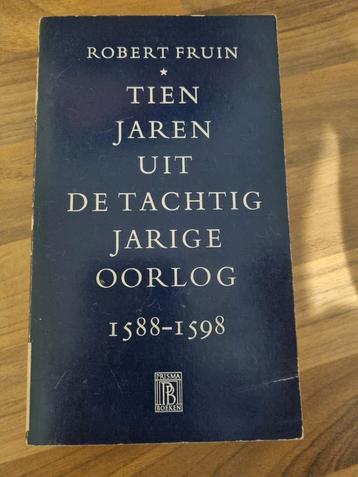 ROBERT FRUIN
*
TIEN
JAREN
UIT
DE TACHTIG
JARIGE
OORLOG
1588-1598
PRISMA
PB
BOEKEN